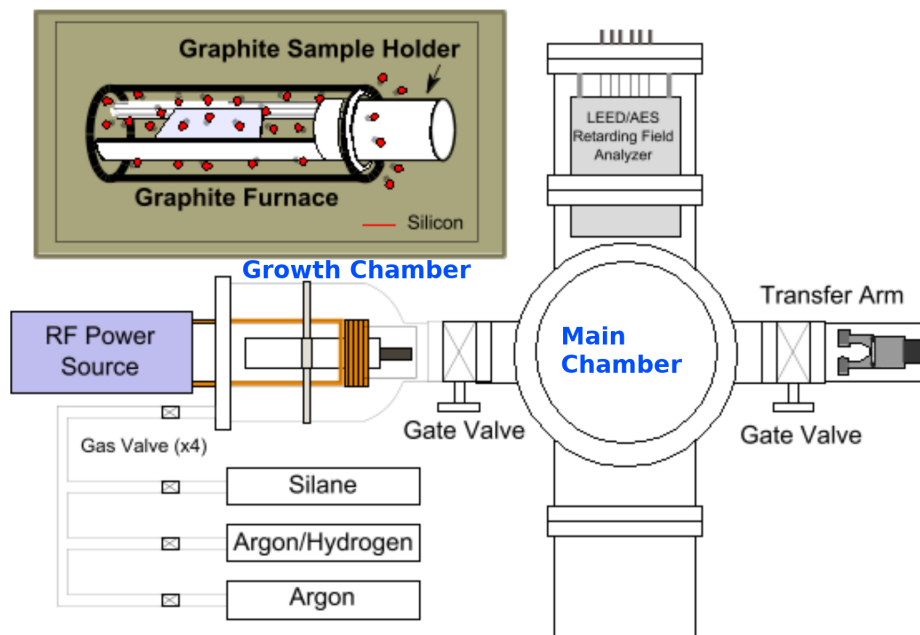 Graphite Sample Holder
Graphite Furnace
Silicon
LEED/AES
Retarding Field
Analyzer
Growth Chamber
RF Power
Source
Main
Chamber
Transfer Arm
Gate Valve
Gate Valve
Gas Valve (x4)
Silane
Argon/Hydrogen
Argon